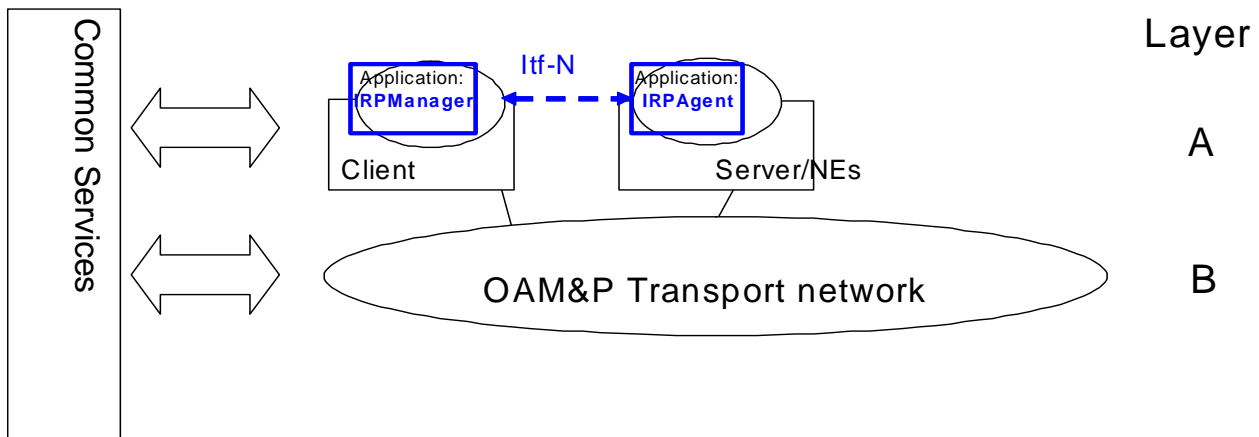 Common Services
Layer
Itf-N
Application:
IRPManager
Application:
IRPAgent
A
Client
Server/NEs
OAM&P Transport network
B